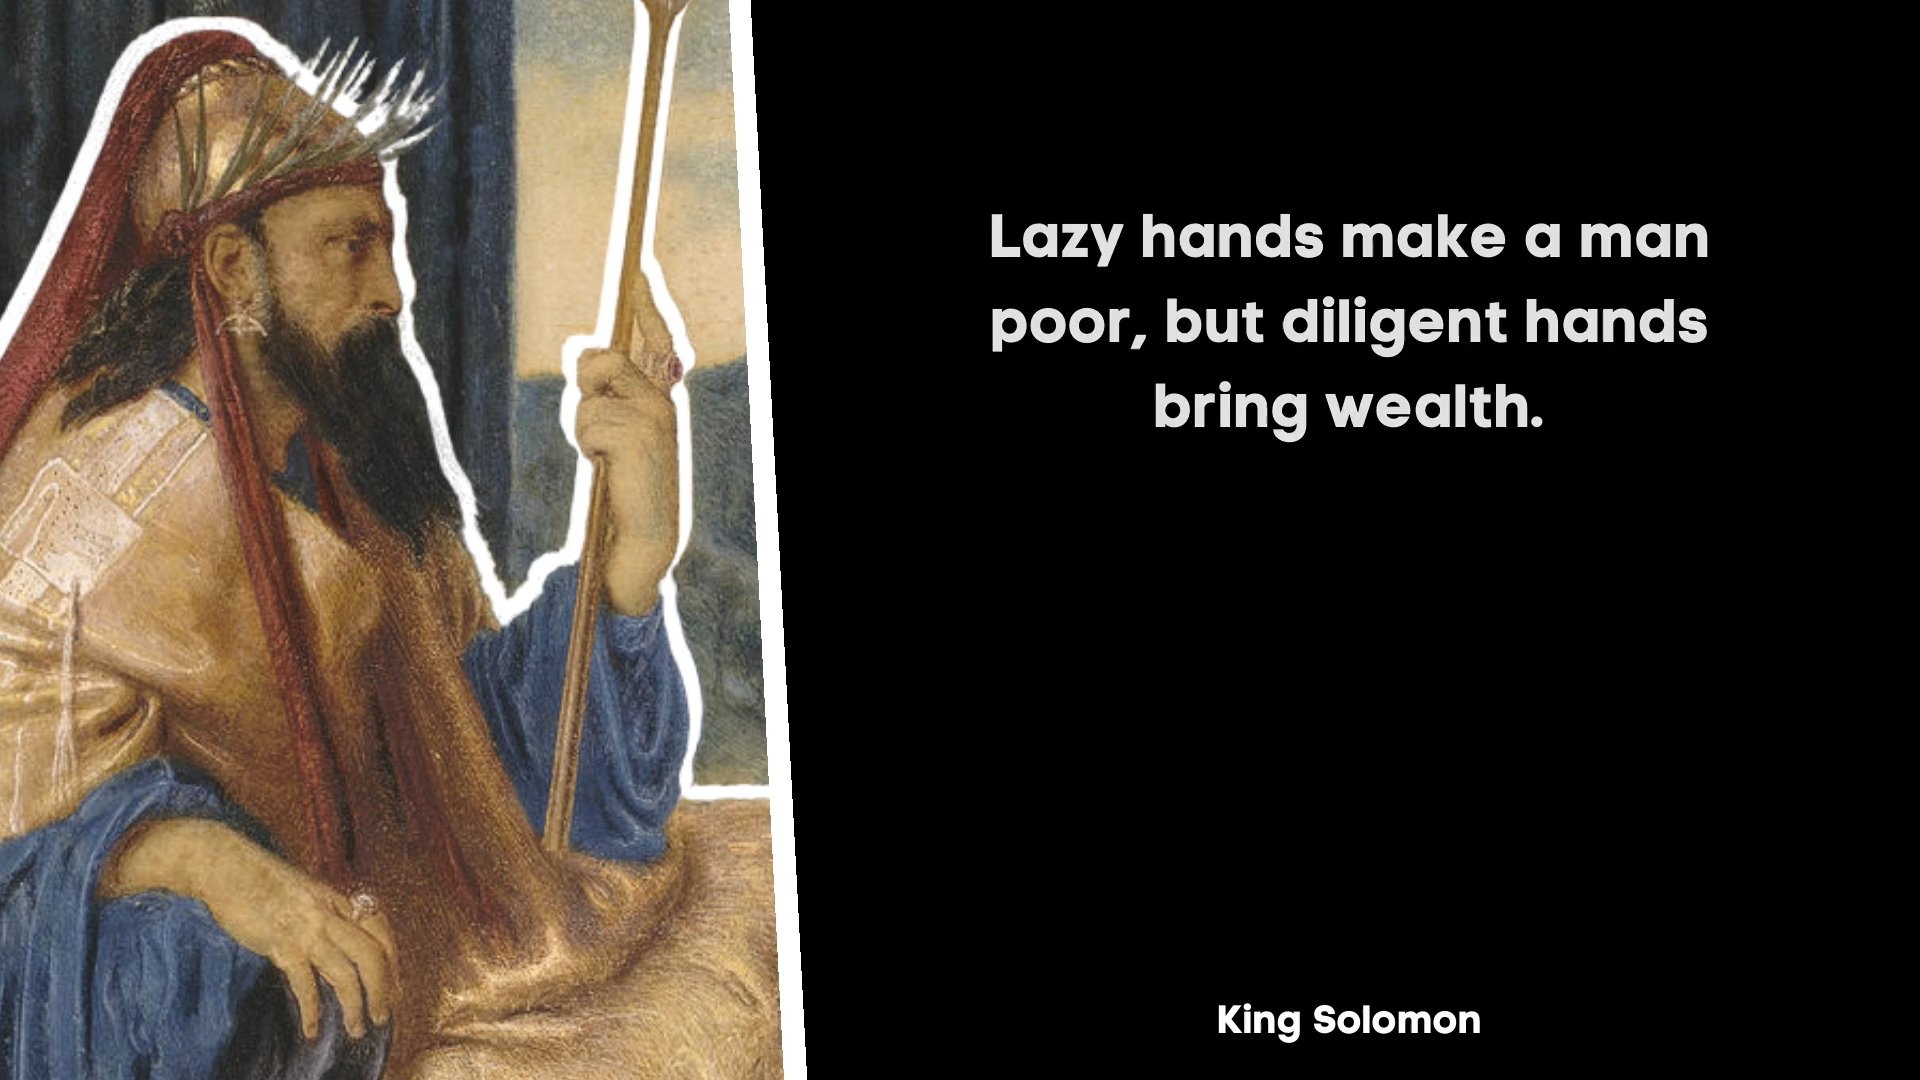 Lazy hands make a man
poor, but diligent hands
bring wealth.
King Solomon